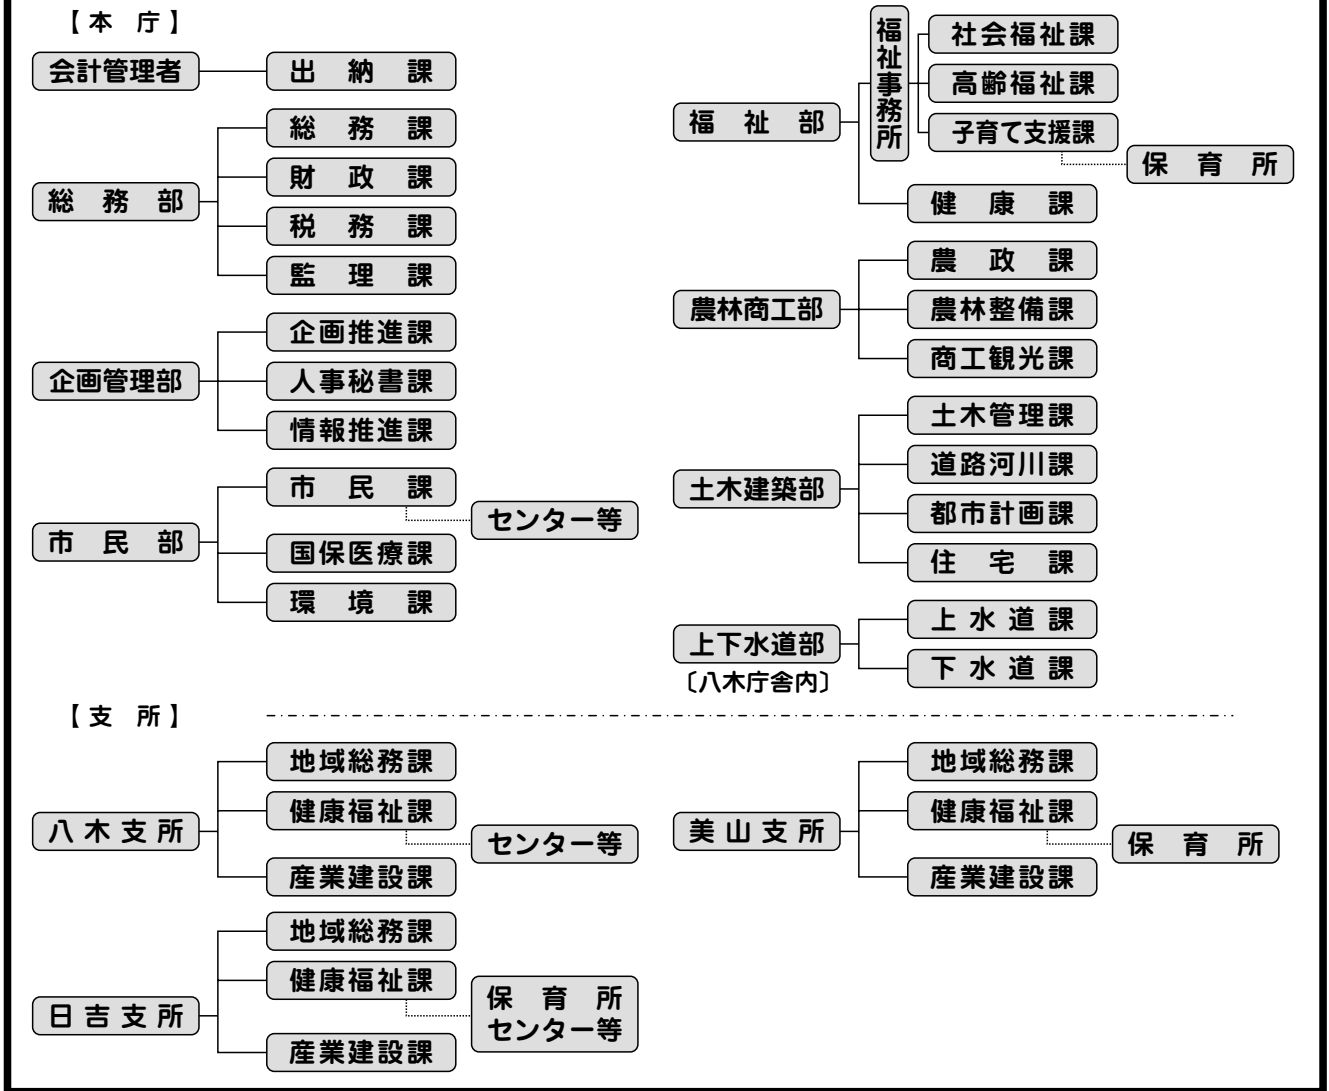 【本 庁】
会計管理者
出納課
総務部
総務課
財政課
税務課
監理課
企画管理部
企画推進課
人事秘書課
情報推進課
市民部
市民課
センター等
国保医療課
環境課
福祉部
福祉事務所
社会福祉課
高齢福祉課
子育て支援課
保育所
健康課
農林商工部
農政課
農林整備課
商工観光課
土木建築部
土木管理課
道路河川課
都市計画課
住宅課
上下水道部
〔八木庁舎内〕
上水道課
下水道課
【支 所】
八木支所
地域総務課
健康福祉課
センター等
産業建設課
日吉支所
地域総務課
健康福祉課
保育所
センター等
産業建設課
美山支所
地域総務課
健康福祉課
保育所
産業建設課